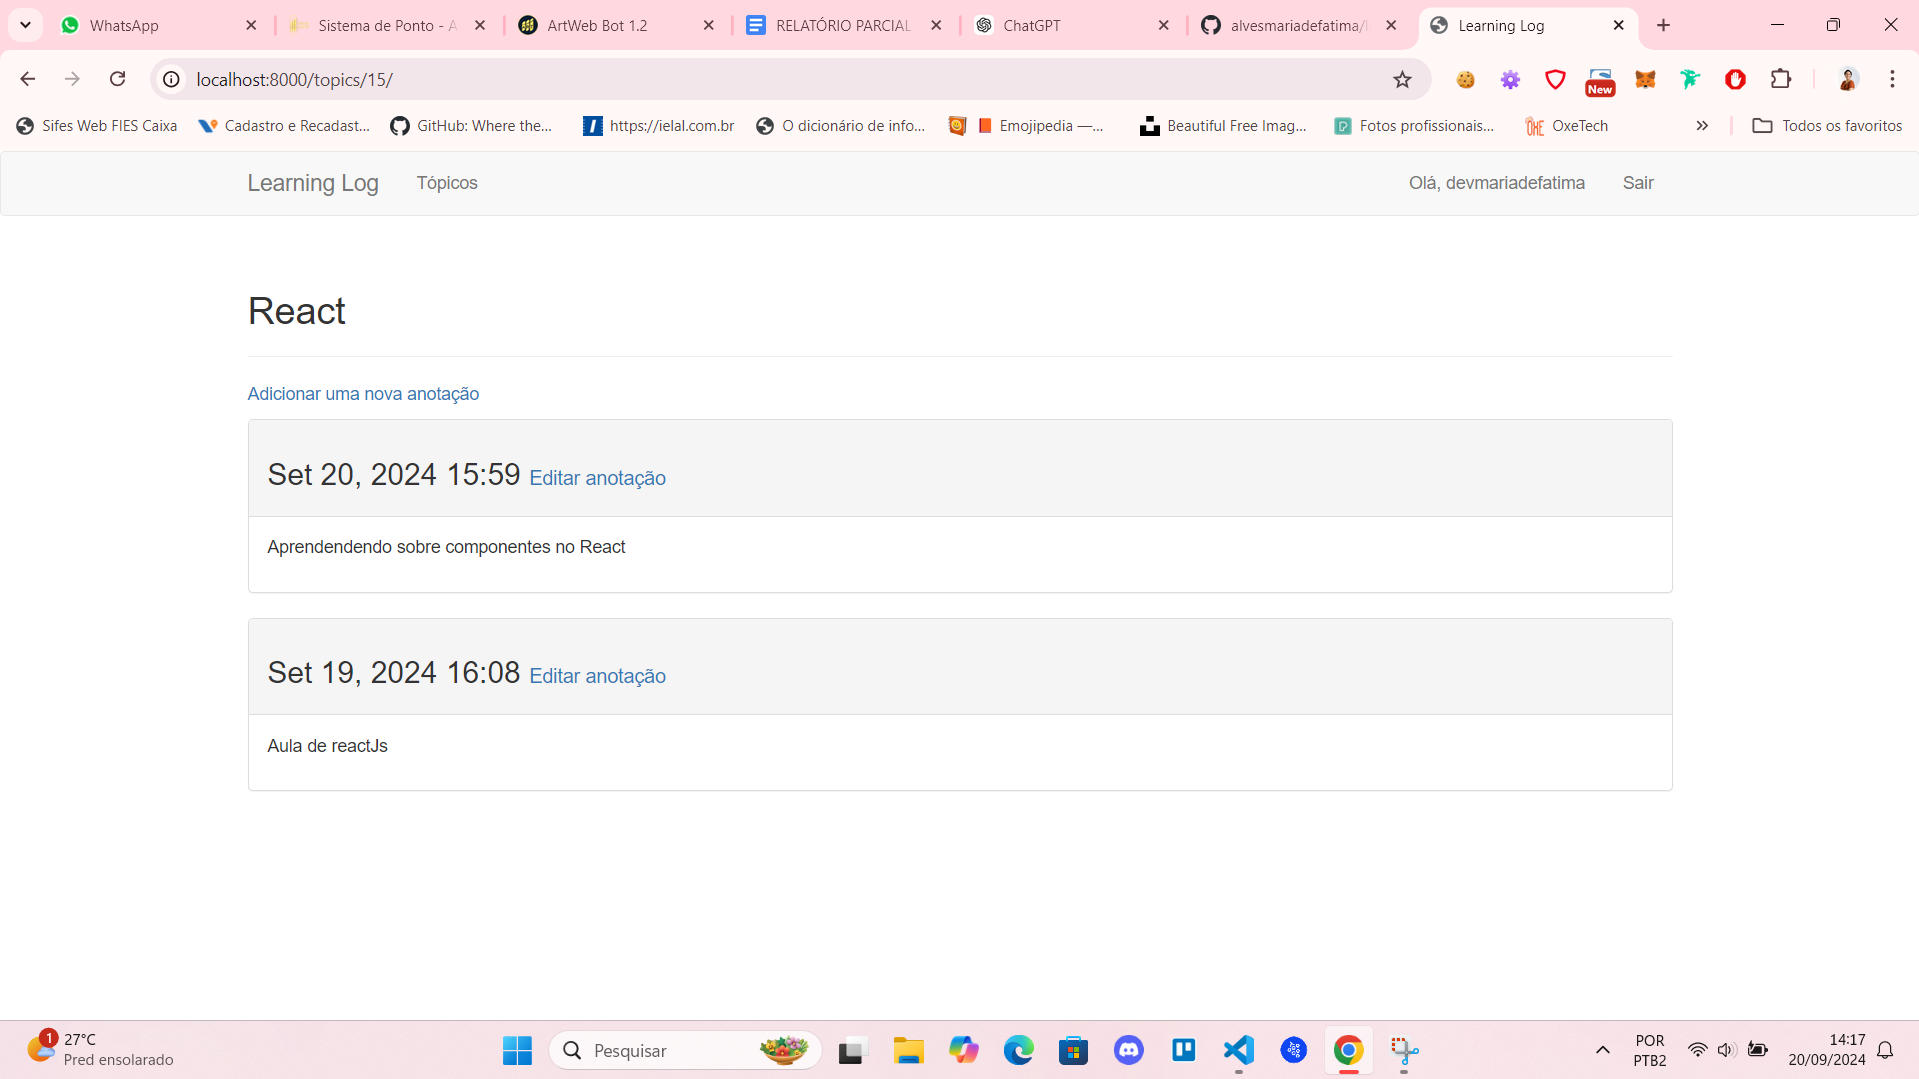 WhatsApp
Sistema de Ponto - A
ArtWeb Bot 1.2
RELATÓRIO PARCIAL
ChatGPT
alvesmariadefatima/
Learning Log
localhost:8000/topics/15/
New
Sifes Web FIES Caixa
Cadastro e Recadast...
GitHub: Where the...
https://ielal.com.br
O dicionário de info...
Emojipedia —...
Beautiful Free Imag...
Fotos profissionais...
OxeTech
Todos os favoritos
Learning Log
Tópicos
Olá, devmariadefatima
Sair
React
Adicionar uma nova anotação
Set 20, 2024 15:59 Editar anotação
Aprendendendo sobre componentes no React
Set 19, 2024 16:08 Editar anotação
Aula de reactJs
1
27°C
Pred ensolarado
Pesquisar
POR
PTB2
14:17
20/09/2024